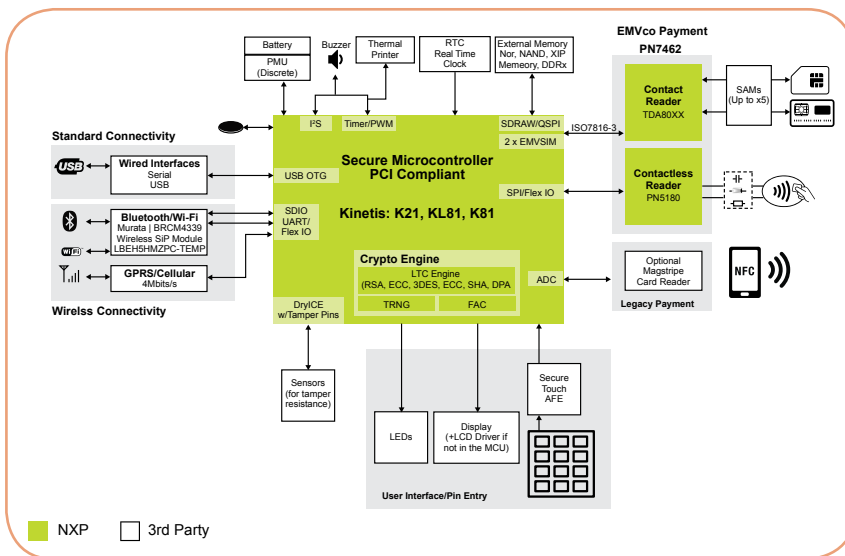 EMVco Payment
PN7462
Battery
PMU
(Discrete)
Buzzer
Thermal
Printer
RTC
Real Time
Clock
External Memory
Nor, NAND, XIP
Memeory, DDRx
Contact
Reader
TDA80XX
SAMs
(Up to x5)
I²S
Timer/PWM
SDRAW/QSPI
ISO7816-3
2 x EMVSIM
Standard Connectivity
USB
Wired Interfaces
Serial
USB
USB OTG
Secure Microcontroller
PCI Compliant
Kinetis: K21, KL81, K81
SPI/Flex IO
Contactless
Reader
PN5180
Bluetooth/Wi-Fi
Murata | BRCM4339
Wireless SiP Module
LBEH5HMZPC-TEMP
WiFi
SDIO
UART/
Flex IO
GPRS/Cellular
4Mbits/s
Wirelss Connectivity
Crypto Engine
LTC Engine
(RSA, ECC, 3DES, ECC, SHA, DPA
TRNG
FAC
ADC
Optional
Magstripe
Card Reader
NFC
Legacy Payment
DryICE
w/Tamper Pins
Sensors
(for tamper
resistance)
LEDs
Display
(+LCD Driver if
not in the MCU)
Secure
Touch
AFE
User Interface/Pin Entry
NXP
3rd Party